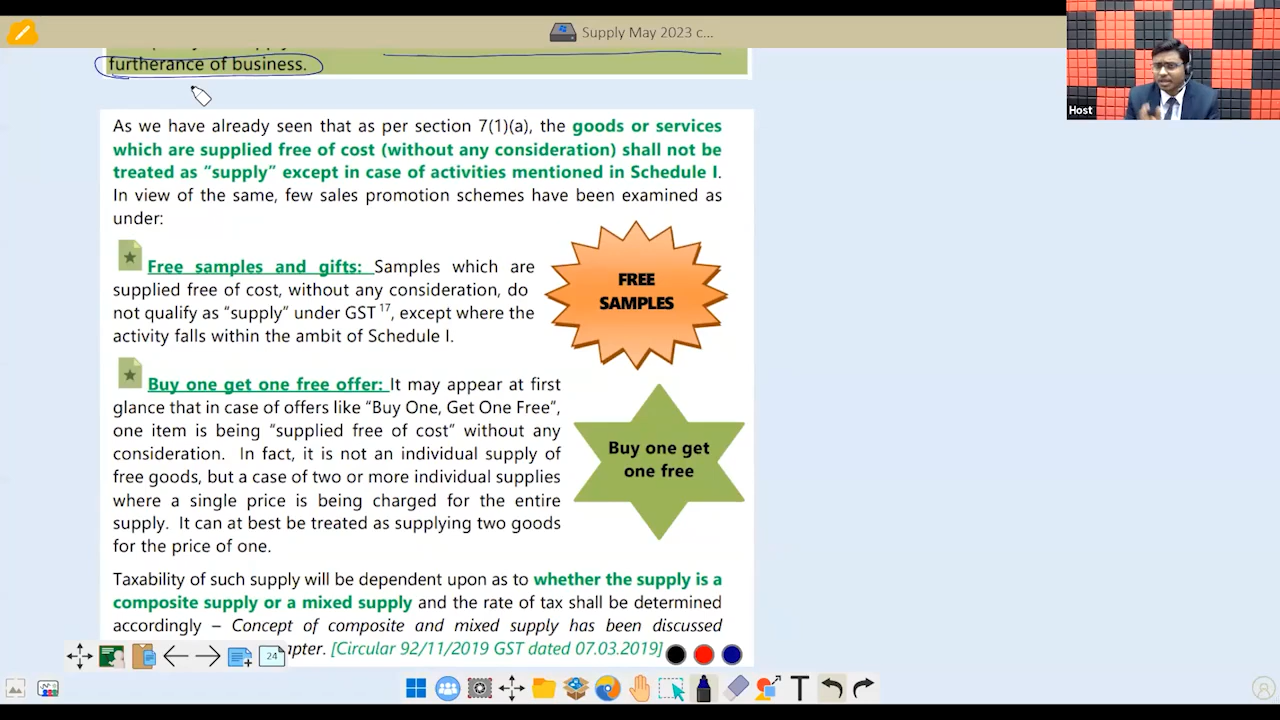 Supply May 2023 c...
Host
furtherance of business.
As we have already seen that as per section 7(1)(a), the goods or services
which are supplied free of cost (without any consideration) shall not be
treated as “supply” except in case of activities mentioned in Schedule I.
In view of the same, few sales promotion schemes have been examined as
under:
Free samples and gifts: Samples which are
supplied free of cost, without any consideration, do
not qualify as “supply” under GST 17, except where the
activity falls within the ambit of Schedule I.
FREE
SAMPLES
Buy one get one free offer: It may appear at first
glance that in case of offers like “Buy One, Get One Free”,
one item is being “supplied free of cost” without any
consideration. In fact, it is not an individual supply of
free goods, but a case of two or more individual supplies
where a single price is being charged for the entire
supply. It can at best be treated as supplying two goods
for the price of one.
Buy one get
one free
Taxability of such supply will be dependent upon as to whether the supply is a
composite supply or a mixed supply and the rate of tax shall be determined
accordingly – Concept of composite and mixed supply has been discussed
pter. [Circular 92/11/2019 GST dated 07.03.2019]
24
T